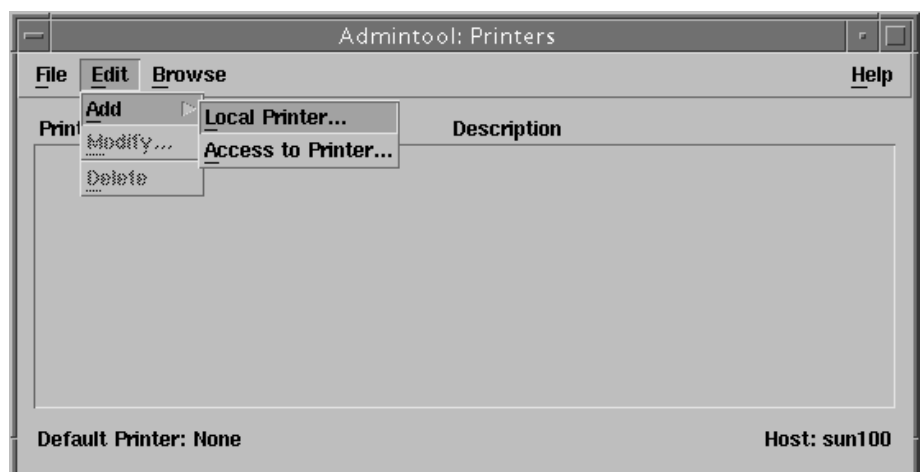 Admintool: Printers
File Edit Browse Help
Add Local Printer...
Print Description
Modify... Access to Printer...
Delete
Default Printer: None Host: sun100